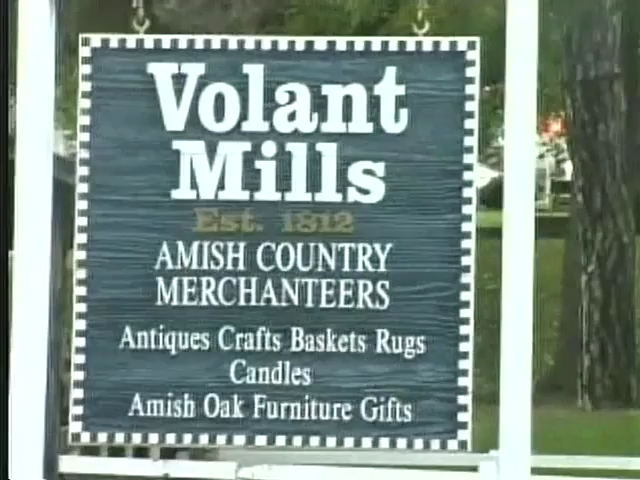 Volant
Mills
Est. 1812
AMISH COUNTRY
MERCHANTEERS
Antiques Crafts Baskets Rugs
Candles
Amish Oak Furniture Gifts